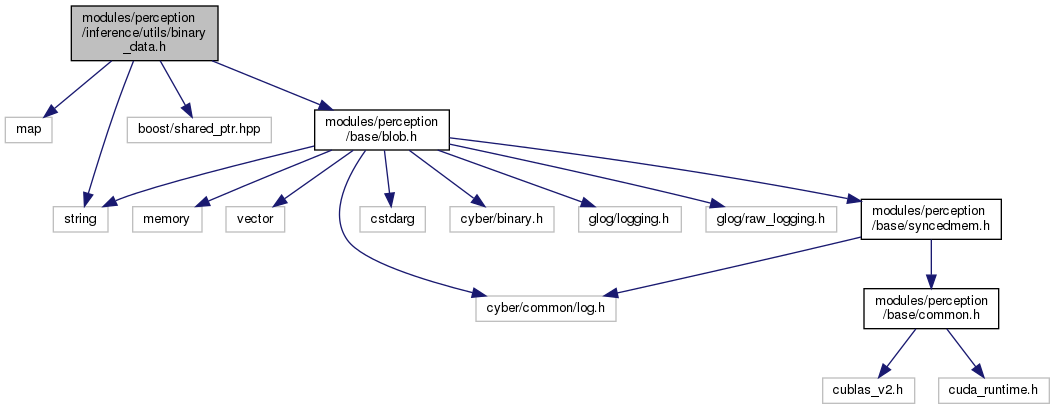 modules/perception
/inference/utils/binary
_data.h
map
boost/shared_ptr.hpp
modules/perception
/base/blob.h
string
memory
vector
cstdarg
cyber/binary.h
glog/logging.h
glog/raw_logging.h
modules/perception
/base/syncedmem.h
cyber/common/log.h
modules/perception
/base/common.h
cublas_v2.h
cuda_runtime.h